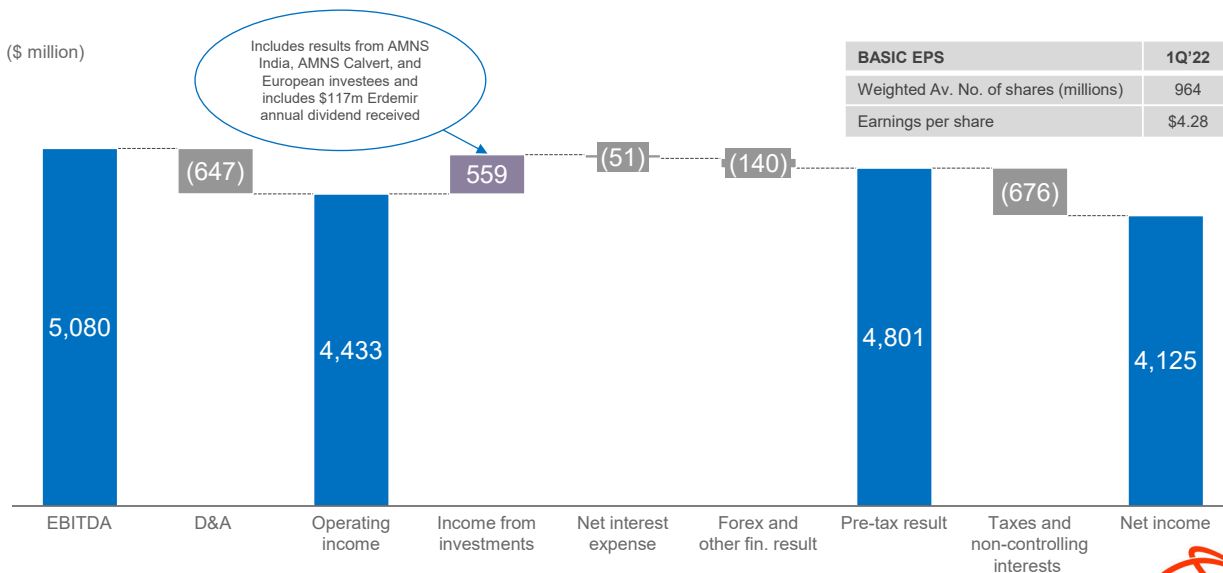 ($ million)
Includes results from AMNS
India, AMNS Calvert, and
European investees and
includes $117m Erdemir
annual dividend received
BASIC EPS 1Q’22
Weighted Av. No. of shares (millions) 964
Earnings per share $4.28
5,080
(647)
4,433
559
(51)
(140)
4,801
(676)
4,125
EBITDA
D&A
Operating
income
Income from
investments
Net interest
expense
Forex and
other fin. result
Pre-tax result
Taxes and
non-controlling
interests
Net income